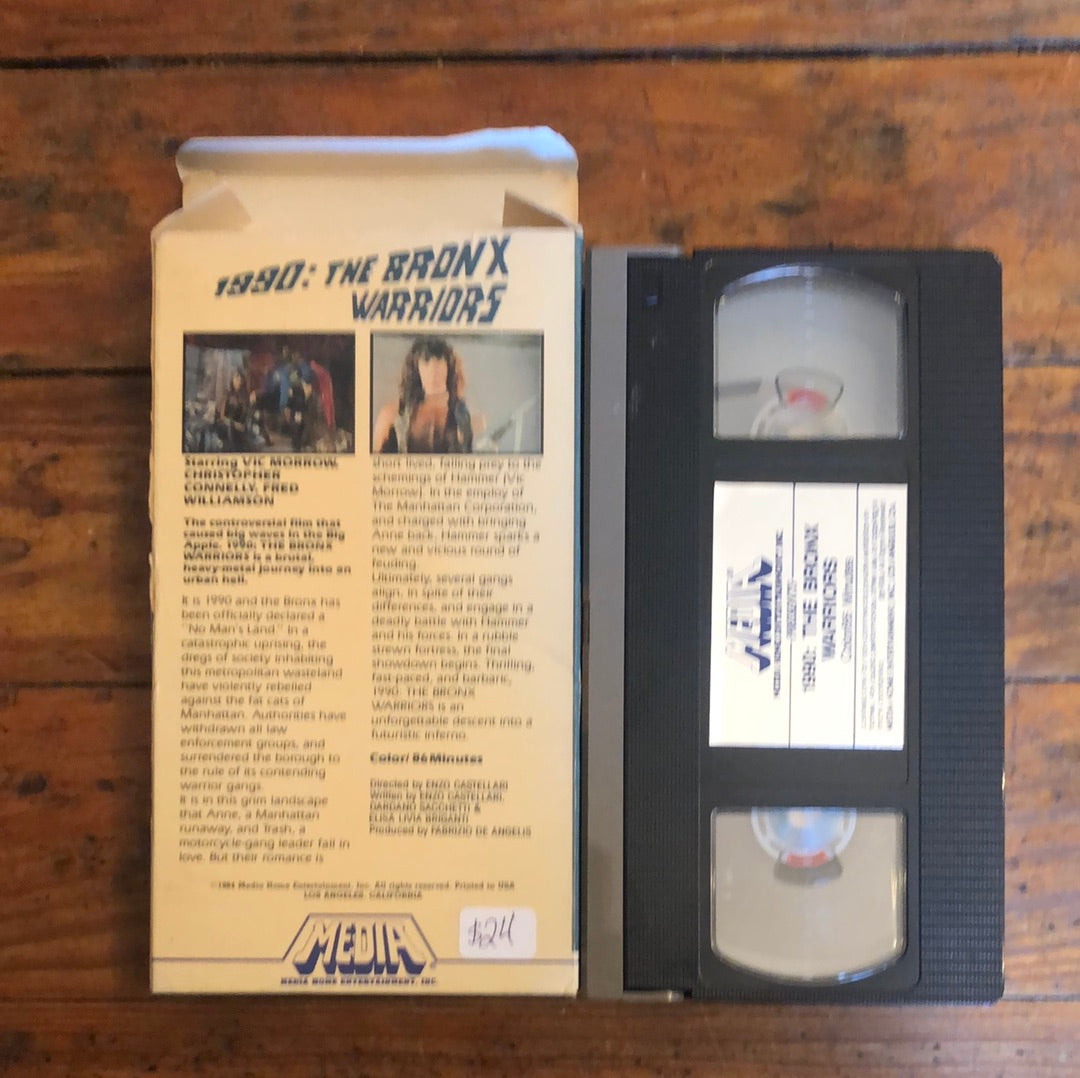 1990: THE BRONX
WARRIORS
Starring VIC MORROW,
CHRISTOPHER
CONNELLY, FRED
WILLIAMSON
The controversial film that
caused big waves in the Big
Apple. 1990: THE BRONX
WARRIORS is a brutal,
heavy-metal journey into an
urban hell.
It is 1990 and the Bronx has
been officially declared a
"No Man's Land." In a
catastrophic uprising, the
dregs of society inhabiting
this metropolitan wasteland
have violently rebelled
against the fat cats of
Manhattan. Authorities have
withdrawn all law
enforcement groups, and
surrendered the borough to
the rule of its contending
warrior gangs.
It is in this grim landscape
that Anne, a Manhattan
runaway, and Trash, a
motorcycle-gang leader fall in
love. But their romance is
short lived, falling prey to the
schemings of Hammer (Vic
Morrow). In the employ of
The Manhattan Corporation,
and charged with bringing
Anne back, Hammer sparks a
new and vicious round of
feuding.
Ultimately, several gangs
align, in spite of their
differences, and engage in a
deadly battle with Hammer
and his forces. In a rubble
strewn fortress, the final
showdown begins. Thrilling,
fast-paced, and barbaric,
1990: THE BRONX
WARRIORS is an
unforgettable descent into a
futuristic inferno.
Color/86 Minutes
Directed by ENZO CASTELLARI
Written by ENZO CASTELLARI,
DARDANO SACCHETTI &
ELISA LIVIA BRIGANTI
Produced by FABRIZIO DE ANGELIS
Media Home Entertainment, Inc. All rights reserved. Printed in USA
LOS ANGELES, CALIFORNIA
MEDIA
MEDIA HOME ENTERTAINMENT, INC.
$24
MEDIA
MEDIA HOME ENTERTAINMENT, INC.
1990: THE BRONX
WARRIORS
Color/86 Minutes